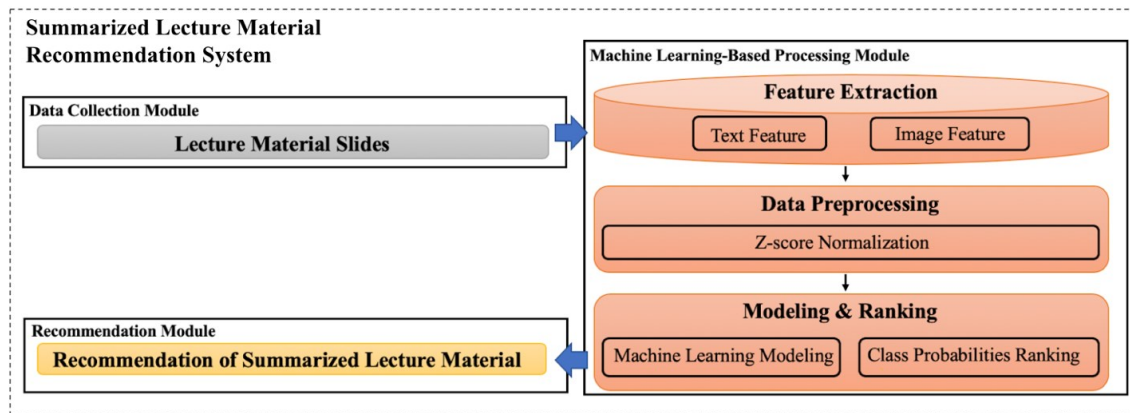 Summarized Lecture Material
Recommendation System
Data Collection Module
Lecture Material Slides
Machine Learning-Based Processing Module
Feature Extraction
Text Feature
Image Feature
Data Preprocessing
Z-score Normalization
Modeling & Ranking
Machine Learning Modeling
Class Probabilities Ranking
Recommendation Module
Recommendation of Summarized Lecture Material